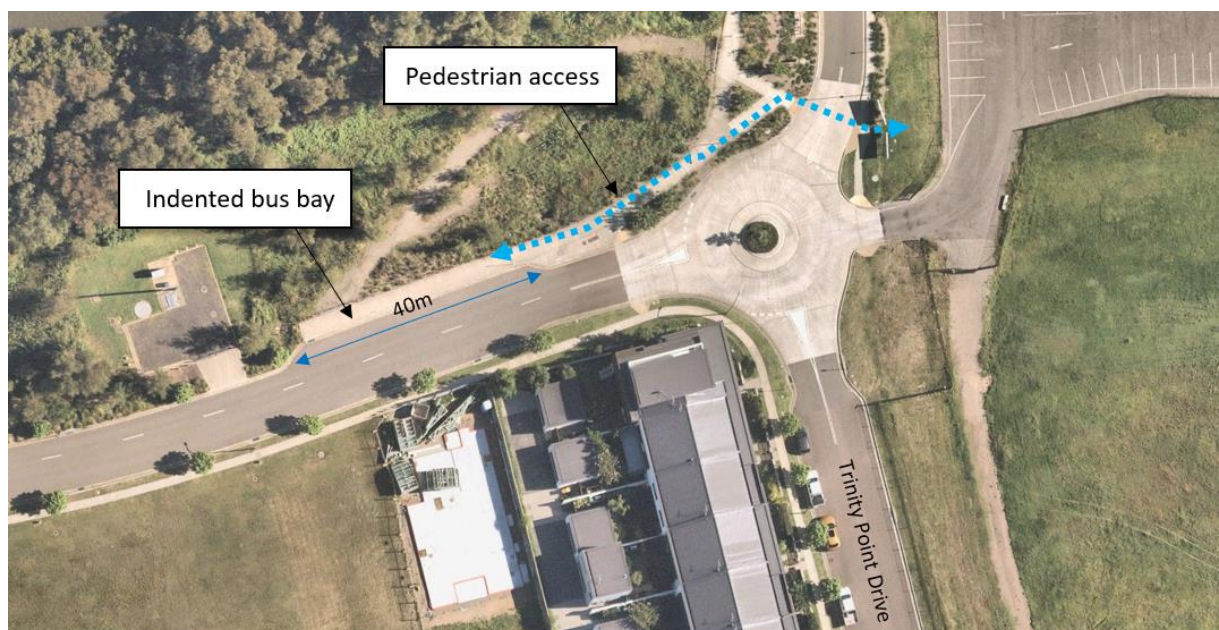 Pedestrian access
Indented bus bay
40m
Trinity Point Drive